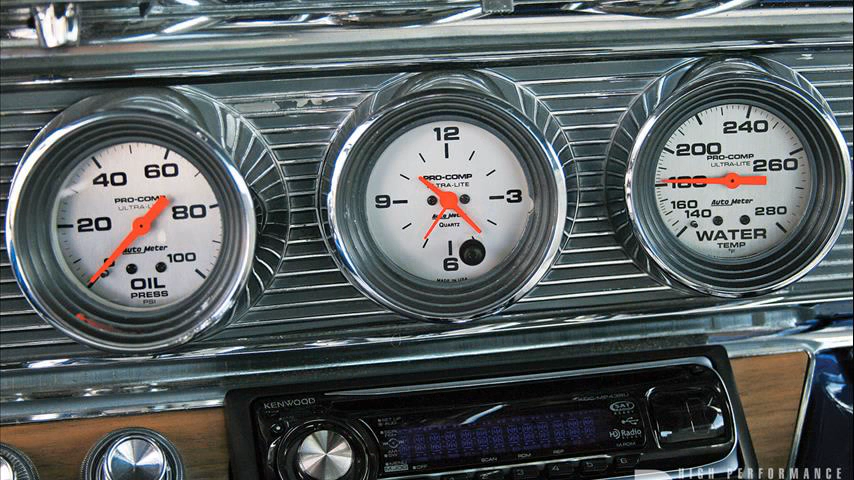 40 60
20 80
PRO-COMP
ULTRA-LITE
Auto Meter
0 100
OIL
PRESS
PSI
12
PRO-COMP
ULTRA-LITE
9 3
Auto Meter
QUARTZ
6
MADE IN USA
240
200
PRO-COMP
ULTRA-LITE
260
180
160
Auto Meter
140
280
WATER
TEMP
KENWOOD
SAT
HD Radio
SCAN RDM REP
HIGH PERFORMANCE